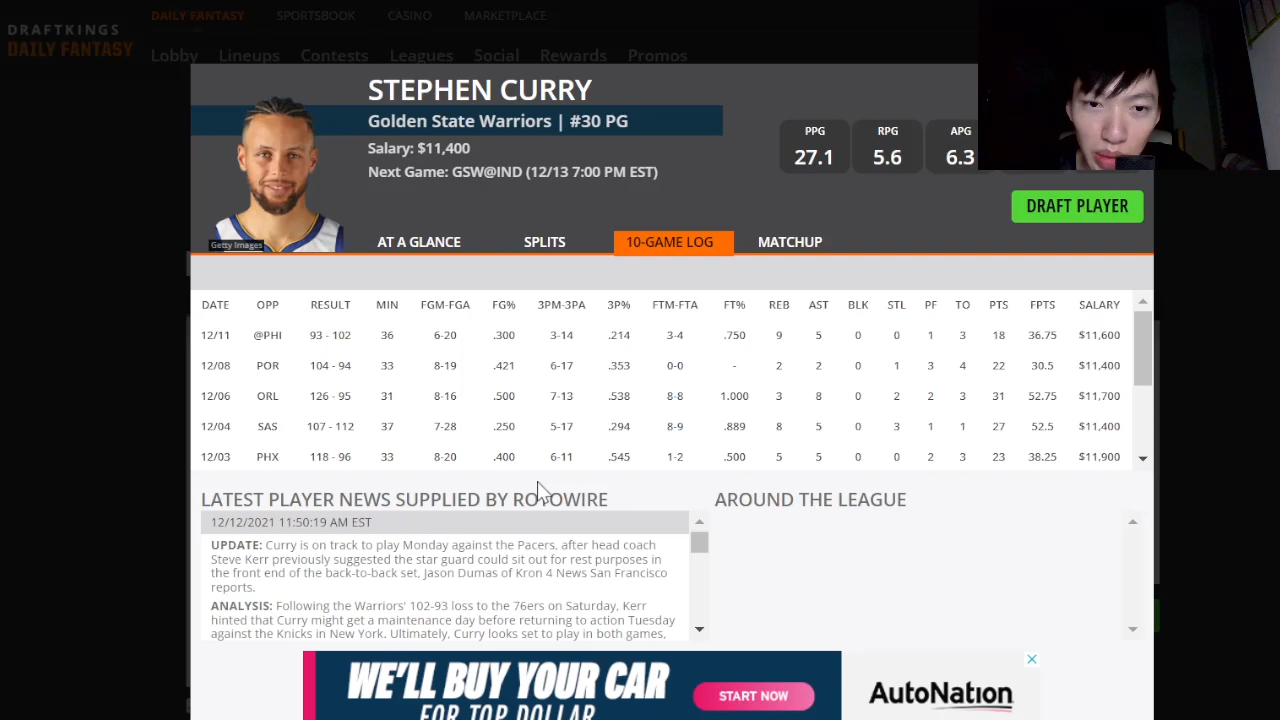 DRAFTKINGS
DAILY FANTASY
DAILY FANTASY SPORTSBOOK CASINO MARKETPLACE
Lobby Lineups Contests Leagues Social Rewards Promos
STEPHEN CURRY
Golden State Warriors | #30 PG
Salary: $11,400
Next Game: GSW@IND (12/13 7:00 PM EST)
PPG RPG APG
27.1 5.6 6.3
DRAFT PLAYER
Getty Images
AT A GLANCE SPLITS 10-GAME LOG MATCHUP
DATE OPP RESULT MIN FGM-FGA FG% 3PM-3PA 3P% FTM-FTA FT% REB AST BLK STL PF TO PTS FPTS SALARY
12/11 @PHI 93 - 102 36 6-20 .300 3-14 .214 3-4 .750 9 5 0 0 1 3 18 36.75 $11,600
12/08 POR 104 - 94 33 8-19 .421 6-17 .353 0-0 - 2 2 0 1 3 4 22 30.5 $11,400
12/06 ORL 126 - 95 31 8-16 .500 7-13 .538 8-8 1.000 3 8 0 2 2 3 31 52.75 $11,700
12/04 SAS 107 - 112 37 7-28 .250 5-17 .294 8-9 .889 8 5 0 3 1 1 27 52.5 $11,400
12/03 PHX 118 - 96 33 8-20 .400 6-11 .545 1-2 .500 5 5 0 0 2 3 23 38.25 $11,900
LATEST PLAYER NEWS SUPPLIED BY ROTOWIRE
AROUND THE LEAGUE
12/12/2021 11:50:19 AM EST
UPDATE: Curry is on track to play Monday against the Pacers, after head coach
Steve Kerr previously suggested the star guard could sit out for rest purposes in
the front end of the back-to-back set, Jason Dumas of Kron 4 News San Francisco
reports.
ANALYSIS: Following the Warriors' 102-93 loss to the 76ers on Saturday, Kerr
hinted that Curry might get a maintenance day before returning to action Tuesday
against the Knicks in New York. Ultimately, Curry looks set to play in both games,
WE'LL BUY YOUR CAR
FOR TOP DOLLAR
START NOW
AutoNation